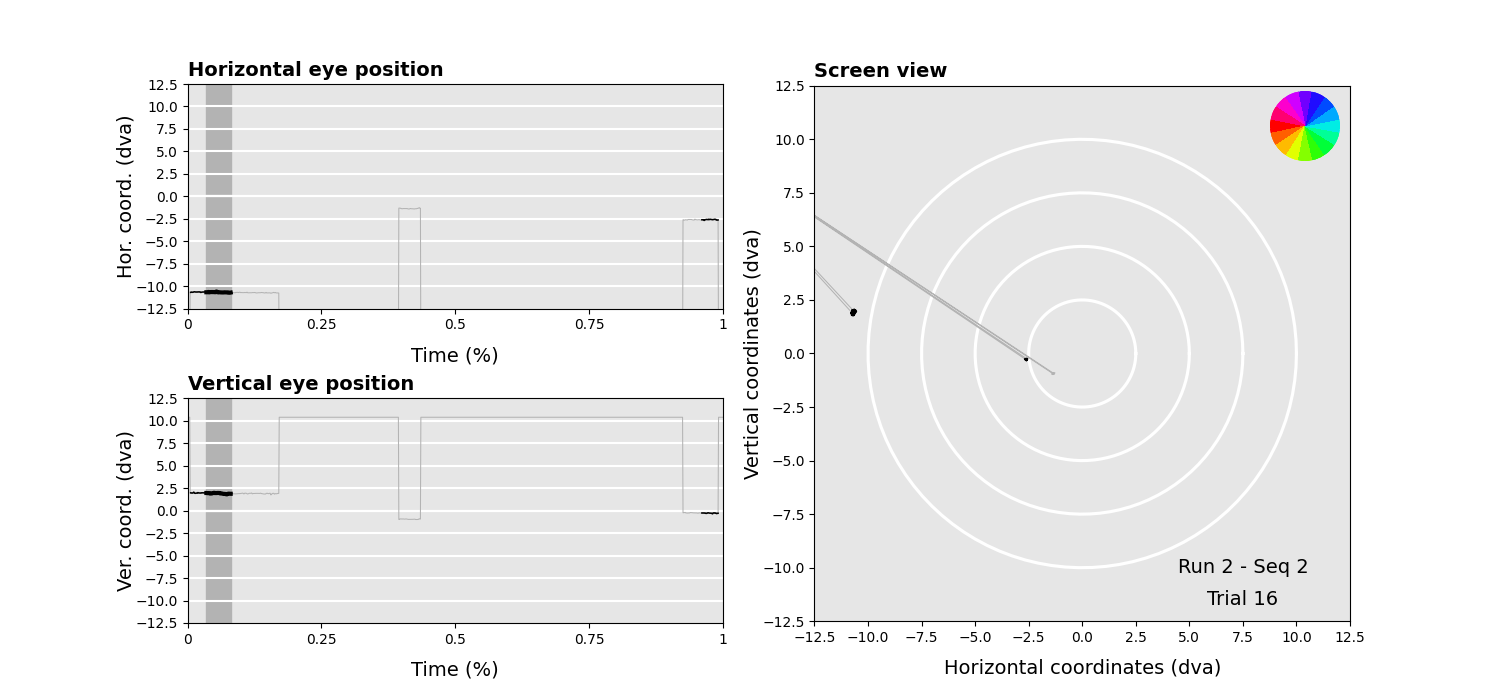 Horizontal eye position
Hor. coord. (dva)
12.5
10.0
7.5
5.0
2.5
0.0
−2.5
−5.0
−7.5
−10.0
−12.5
0 0.25 0.5 0.75 1
Time (%)
Vertical eye position
Ver. coord. (dva)
12.5
10.0
7.5
5.0
2.5
0.0
−2.5
−5.0
−7.5
−10.0
−12.5
0 0.25 0.5 0.75 1
Time (%)
Screen view
Vertical coordinates (dva)
12.5
10.0
7.5
5.0
2.5
0.0
−2.5
−5.0
−7.5
−10.0
−12.5
Run 2 - Seq 2
Trial 16
−12.5 −10.0 −7.5 −5.0 −2.5 0.0 2.5 5.0 7.5 10.0 12.5
Horizontal coordinates (dva)